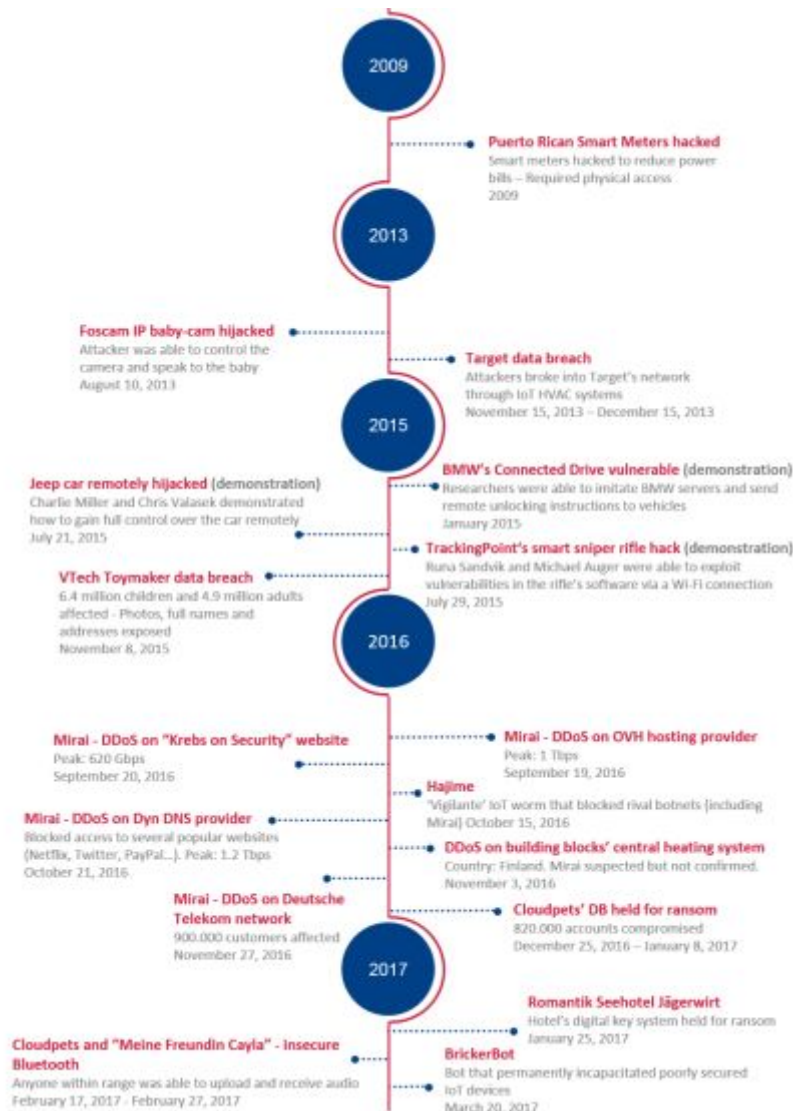 2009
Puerto Rican Smart Meters hacked
Smart meters hacked to reduce power
bills – Required physical access
2009
2013
Foscam IP baby-cam hijacked
Attacker was able to control the
camera and speak to the baby
August 10, 2013
Target data breach
Attackers broke into Target's network
through IoT HVAC systems
November 15, 2013 – December 15, 2013
2015
BMW's Connected Drive vulnerable (demonstration)
Researchers were able to imitate BMW servers and send
remote unlocking instructions to vehicles
January 2015
Jeep car remotely hijacked (demonstration)
Charlie Miller and Chris Valasek demonstrated
how to gain full control over the car remotely
July 21, 2015
TrackingPoint's smart sniper rifle hack (demonstration)
Runa Sandvik and Michael Auger were able to exploit
vulnerabilities in the rifle's software via a Wi-Fi connection
July 29, 2015
VTech Toymaker data breach
6.4 million children and 4.9 million adults
affected - Photos, full names and
addresses exposed
November 8, 2015
2016
Mirai - DDoS on OVH hosting provider
Peak: 1 Tbps
September 19, 2016
Mirai - DDoS on "Krebs on Security" website
Peak: 620 Gbps
September 20, 2016
Hajime
'Vigilante' IoT worm that blocked rival botnets (including
Mirai) October 15, 2016
Mirai - DDoS on Dyn DNS provider
Blocked access to several popular websites
(Netflix, Twitter, PayPal...). Peak: 1.2 Tbps
October 21, 2016
DDoS on building blocks' central heating system
Country: Finland. Mirai suspected but not confirmed.
November 3, 2016
Mirai - DDoS on Deutsche
Telekom network
900.000 customers affected
November 27, 2016
Cloudpets' DB held for ransom
820.000 accounts compromised
December 25, 2016 – January 8, 2017
2017
Romantik Seehotel Jägerwirt
Hotel's digital key system held for ransom
January 25, 2017
Cloudpets and "Meine Freundin Cayla" - insecure
Bluetooth
Anyone within range was able to upload and receive audio
February 17, 2017 - February 27, 2017
BrickerBot
Bot that permanently incapacitated poorly secured
IoT devices
March 20, 2017